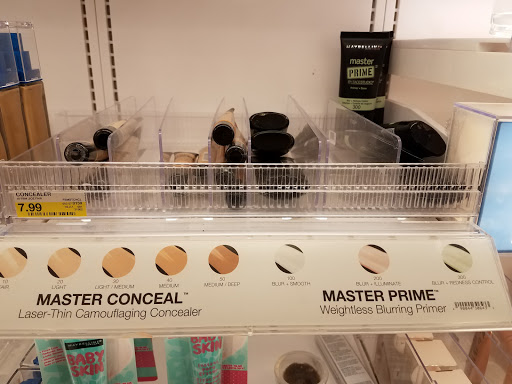 MAYBELLINE
master
PRIME
300
CONCEALER
7.99
10
20
LIGHT
30
LIGHT / MEDIUM
40
MEDIUM
50
MEDIUM / DEEP
100
BLUR + SMOOTH
200
BLUR + ILLUMINATE
BLUR + REDNESS CONTROL
MASTER CONCEAL™
Laser-Thin Camouflaging Concealer
MASTER PRIME™
Weightless Blurring Primer
BABY
SKIN
BABY
SKIN